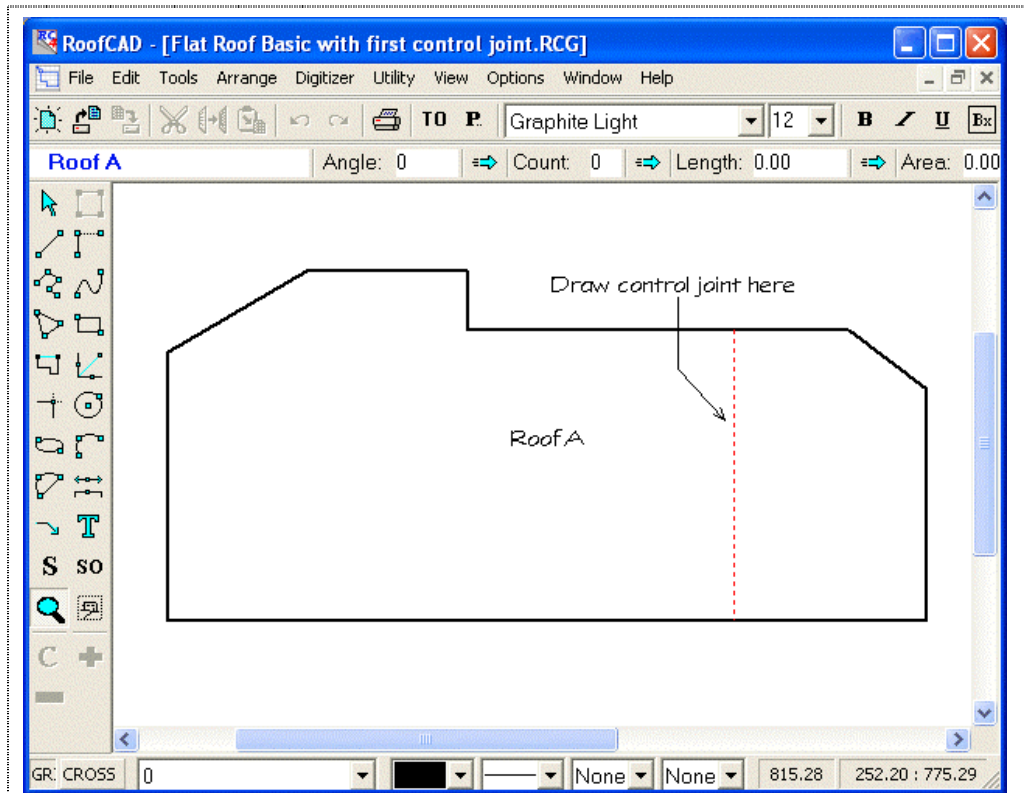 RoofCAD - [Flat Roof Basic with first control joint.RCG]
File Edit Tools Arrange Digitizer Utility View Options Window Help
TO P. Graphite Light 12 B I U Bx
Roof A Angle: 0 Count: 0 Length: 0.00 Area: 0.00
Draw control joint here
Roof A
T
S SO
C
GR: CROSS 0 None None 815.28 252.20 : 775.29